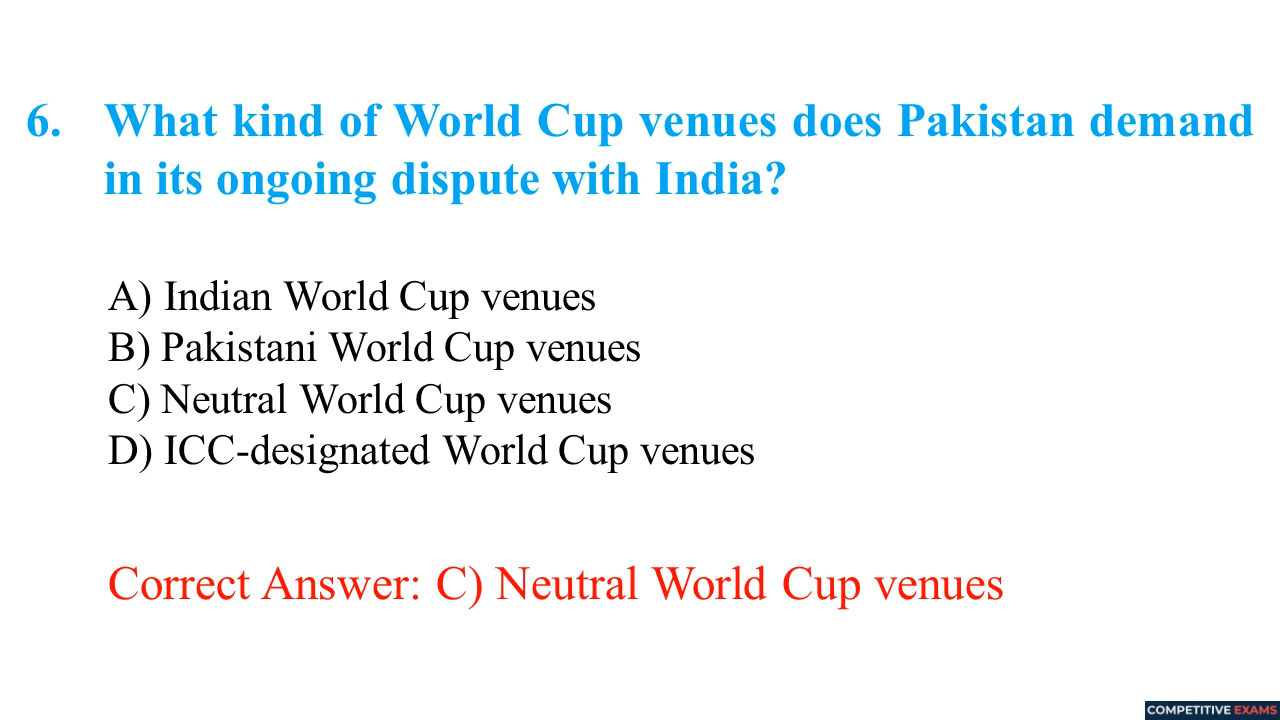 6. What kind of World Cup venues does Pakistan demand
in its ongoing dispute with India?
A) Indian World Cup venues
B) Pakistani World Cup venues
C) Neutral World Cup venues
D) ICC-designated World Cup venues
Correct Answer: C) Neutral World Cup venues
COMPETITIVE EXAMS